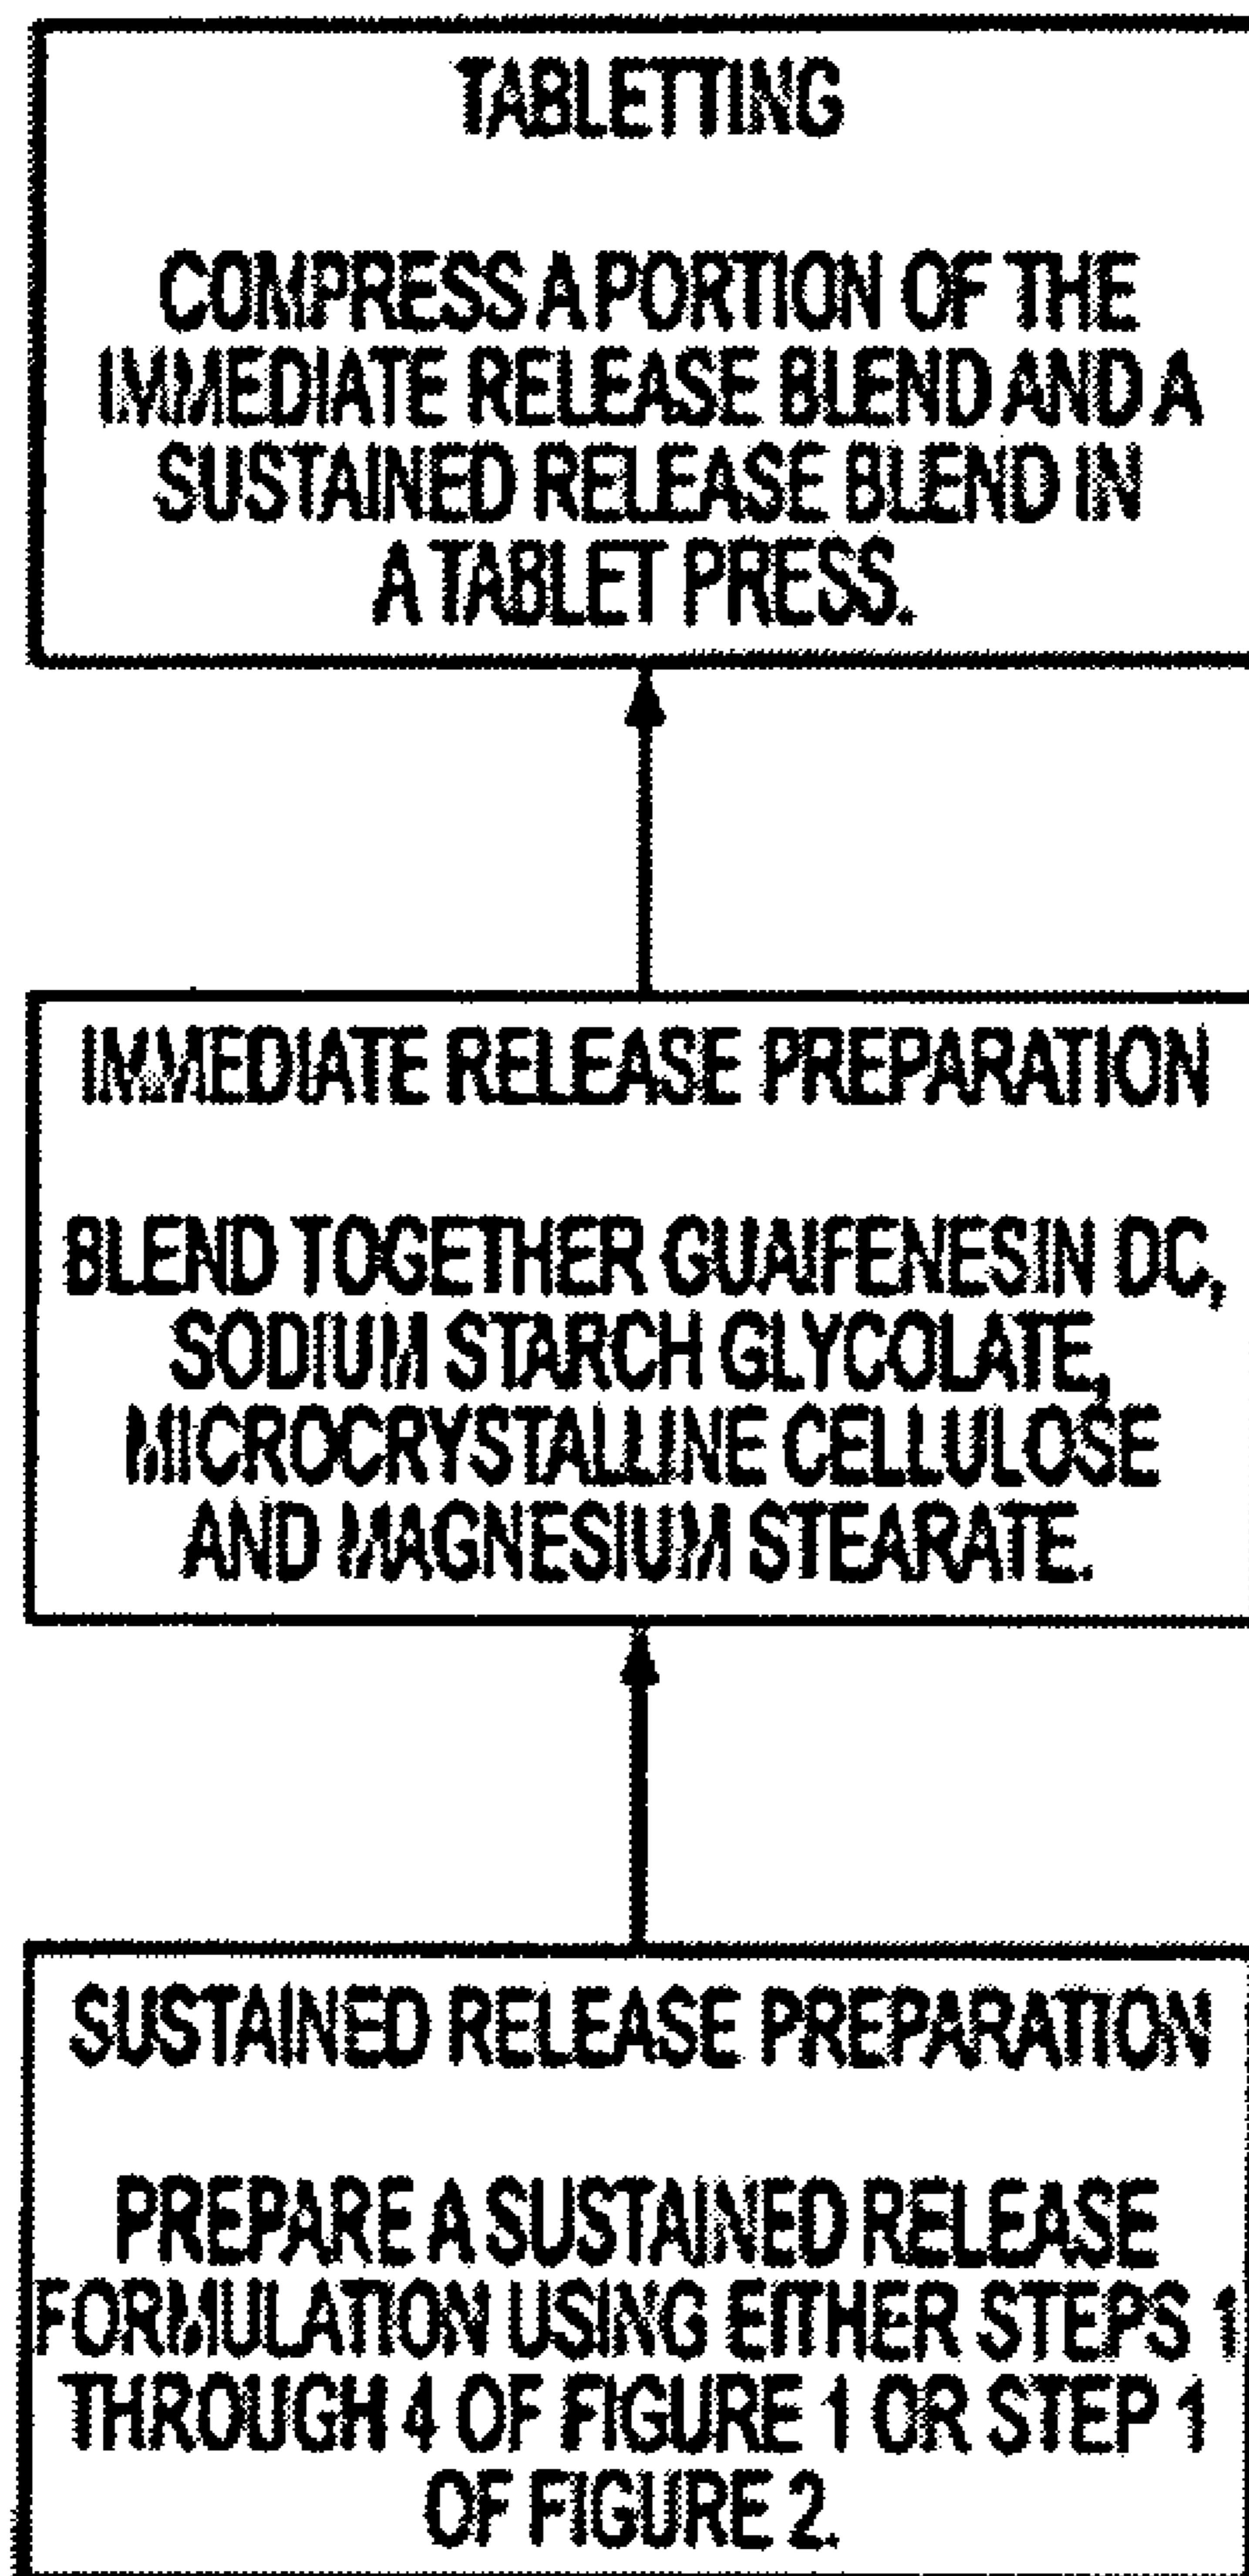 TABLETTING
COMPRESS A PORTION OF THE
IMMEDIATE RELEASE BLEND AND A
SUSTAINED RELEASE BLEND IN
A TABLET PRESS.
IMMEDIATE RELEASE PREPARATION
BLEND TOGETHER GUAIFENESIN DC,
SODIUM STARCH GLYCOLATE,
MICROCRYSTALLINE CELLULOSE
AND MAGNESIUM STEARATE.
SUSTAINED RELEASE PREPARATION
PREPARE A SUSTAINED RELEASE
FORMULATION USING EITHER STEPS 1
THROUGH 4 OF FIGURE 1 OR STEP 1
OF FIGURE 2.